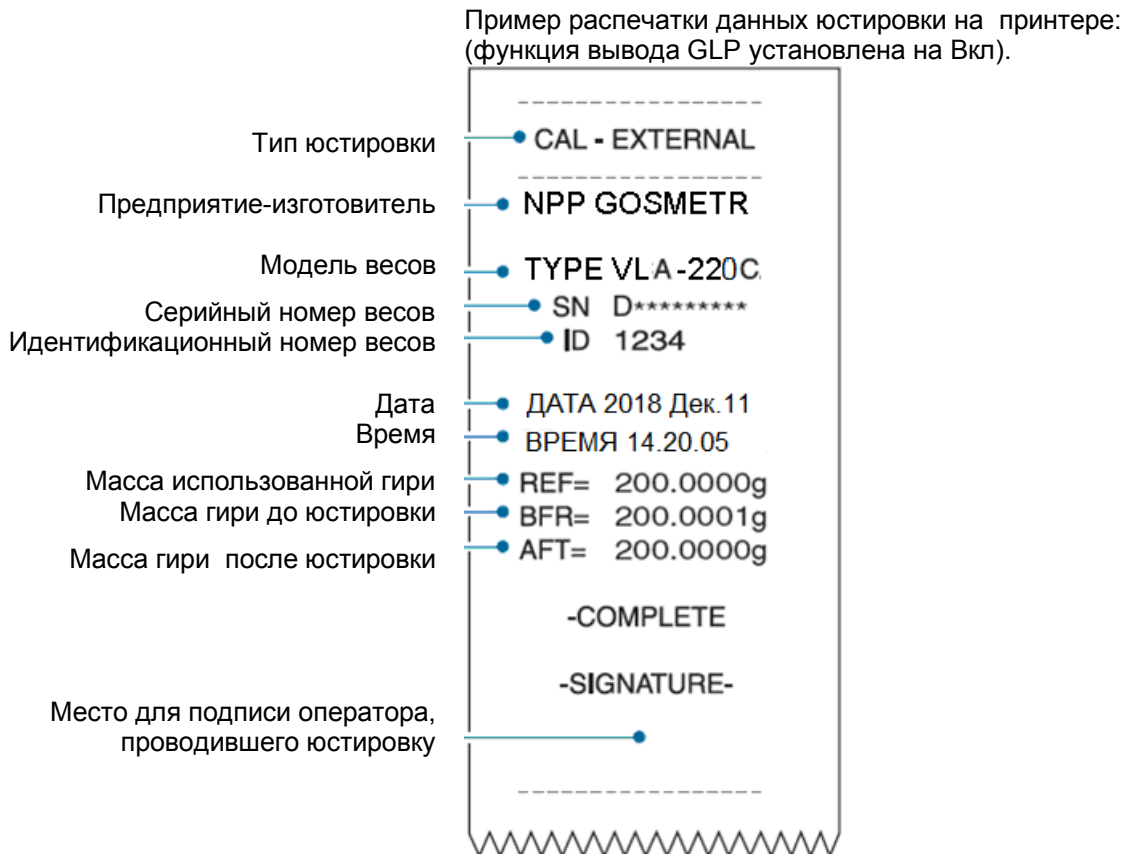 Пример распечатки данных юстировки на принтере:
(функция вывода GLP установлена на Вкл).
Тип юстировки
CAL - EXTERNAL
Предприятие-изготовитель
NPP GOSMETR
Модель весов
TYPE VLA-220C
Серийный номер весов
SN D*********
Идентификационный номер весов
ID 1234
Дата
ДАТА 2018 Дек.11
Время
ВРЕМЯ 14.20.05
Масса использованной гири
REF= 200.0000g
Масса гири до юстировки
BFR= 200.0001g
Масса гири после юстировки
AFT= 200.0000g
-COMPLETE
-SIGNATURE-
Место для подписи оператора,
проводившего юстировку